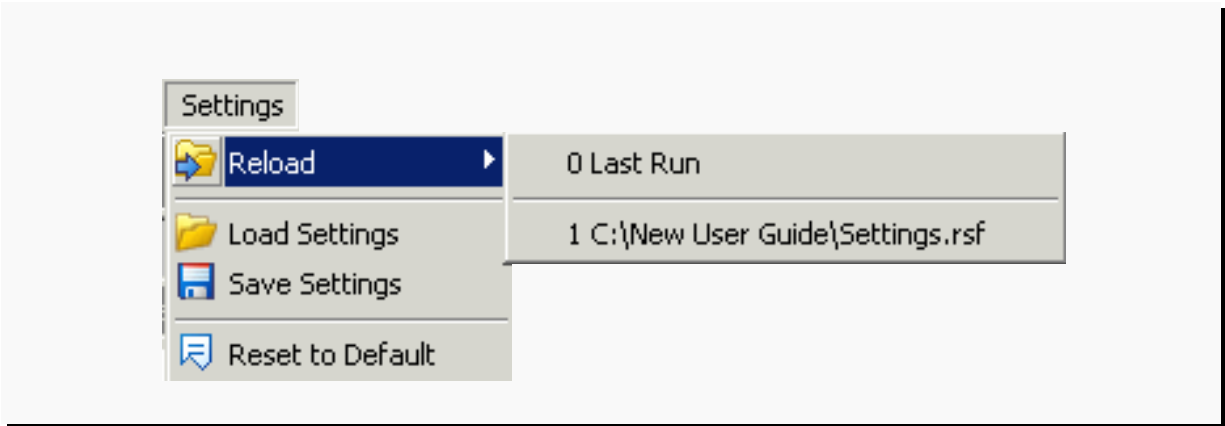 Settings
Reload
0 Last Run
Load Settings
1 C:\New User Guide\Settings.rsf
Save Settings
Reset to Default